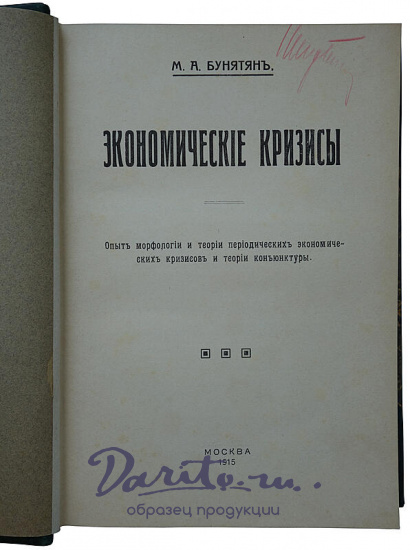 М. А. БУНЯТЯНЪ.
ЭКОНОМИЧЕСКІЕ КРИЗИСЫ
Опытъ морфологіи и теоріи періодическихъ экономиче-
скихъ кризисовъ и теоріи конъюнктуры.
МОСКВА
1915
Darito.ru.
образец продукции